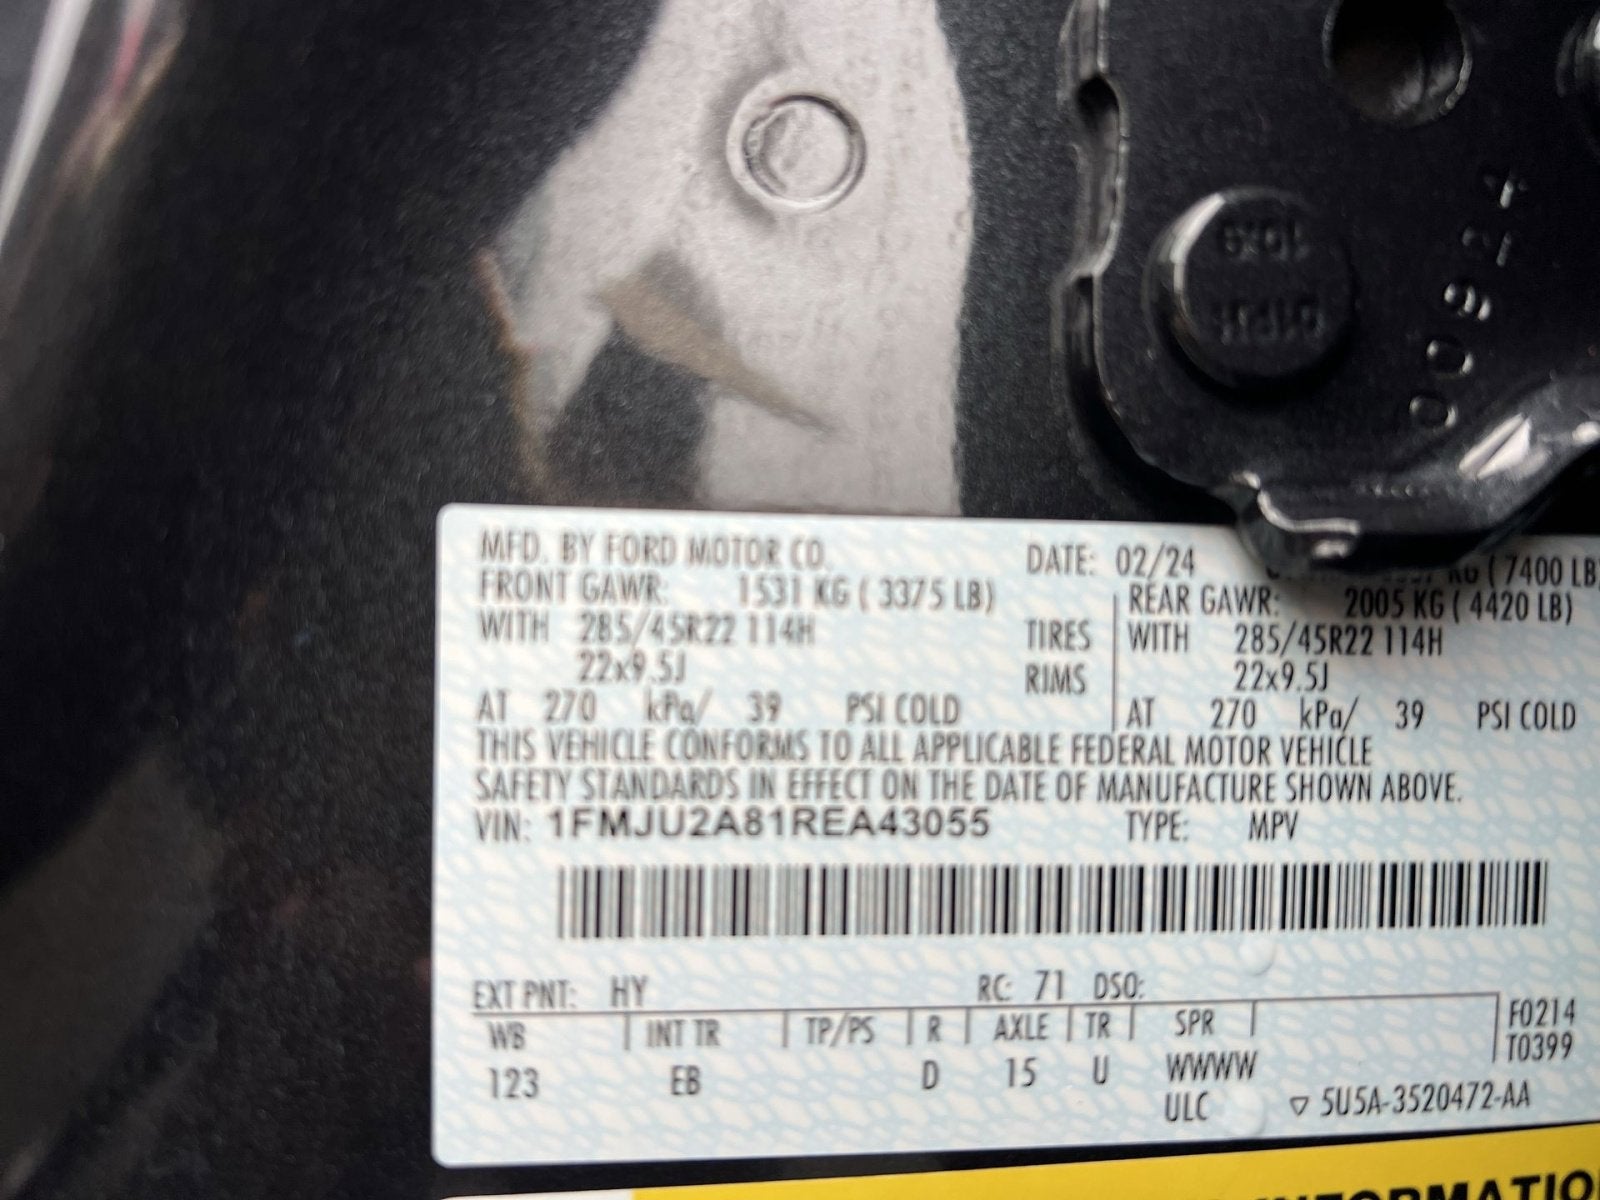 00924
10x9
MFD. BY FORD MOTOR CO.
DATE: 02/24
KG ( 7400 LB)
FRONT GAWR: 1531 KG ( 3375 LB)
REAR GAWR: 2005 KG ( 4420 LB)
WITH 285/45R22 114H TIRES WITH 285/45R22 114H
22x9.5J RIMS 22x9.5J
AT 270 kPa/ 39 PSI COLD AT 270 kPa/ 39 PSI COLD
THIS VEHICLE CONFORMS TO ALL APPLICABLE FEDERAL MOTOR VEHICLE
SAFETY STANDARDS IN EFFECT ON THE DATE OF MANUFACTURE SHOWN ABOVE.
VIN: 1FMJU2A81REA43055 TYPE: MPV
EXT PNT: HY RC: 71 DSO:
WB INT TR TP/PS R AXLE TR SPR F0214
T0399
123 EB D 15 U WWWW
ULC ▽ 5U5A-3520472-AA